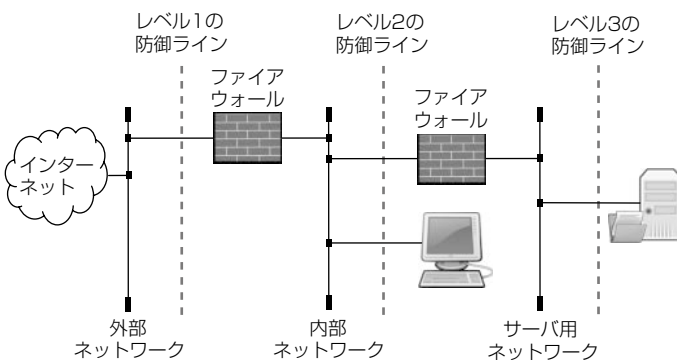 レベル1の
防御ライン
レベル2の
防御ライン
レベル3の
防御ライン
ファイア
ウォール
ファイア
ウォール
インター
ネット
外部
ネットワーク
内部
ネットワーク
サーバ用
ネットワーク